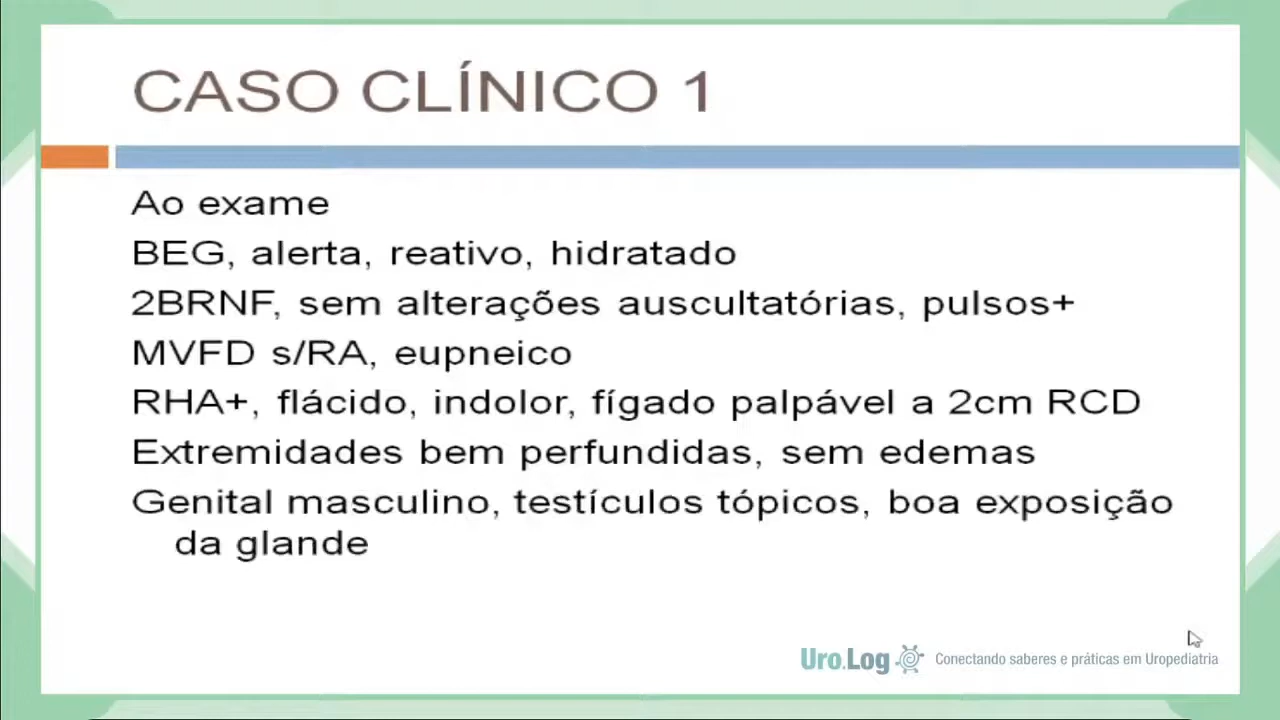 CASO CLÍNICO 1
Ao exame
BEG, alerta, reativo, hidratado
2BRNF, sem alterações auscultatórias, pulsos+
MVFD s/RA, eupneico
RHA+, flácido, indolor, fígado palpável a 2cm RCD
Extremidades bem perfundidas, sem edemas
Genital masculino, testículos tópicos, boa exposição
da glande
Uro.Log Conectando saberes e práticas em Uropediatria